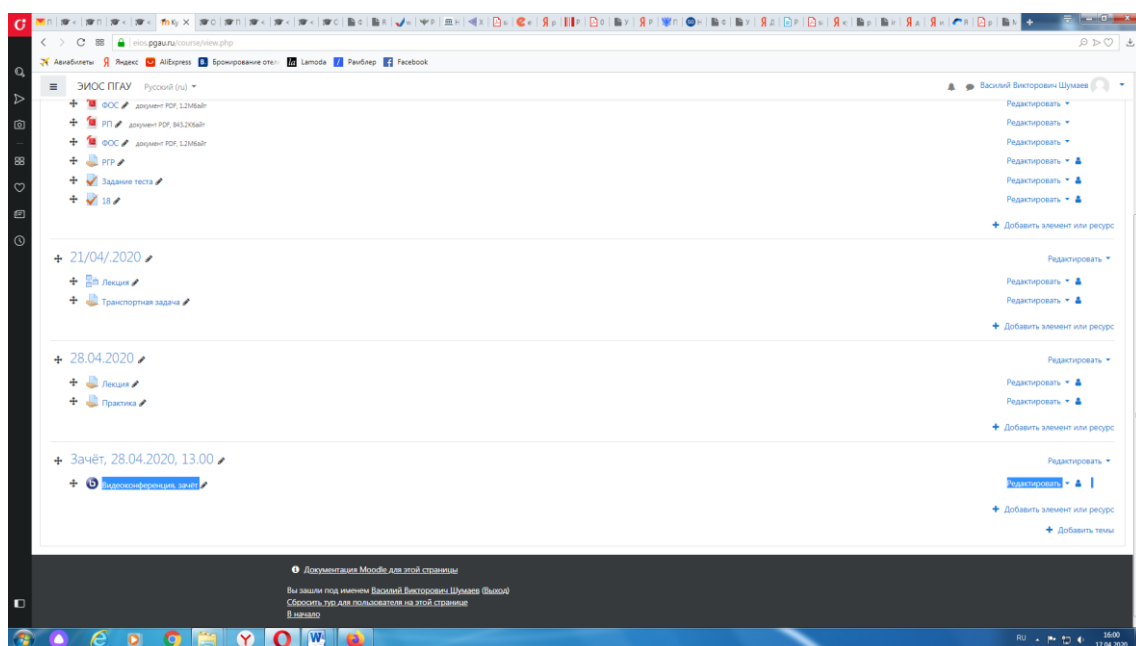 eios.pgau.ru/course/view.php
Авиабилеты Яндекс AliExpress Бронирование отел Lamoda Рамблер Facebook
ЭИОС ПГАУ Русский (ru) Василий Викторович Шумаев
ФОС документ PDF, 1.2Мбайт Редактировать
РП документ PDF, 843.2Кбайт Редактировать
ФОС документ PDF, 1.2Мбайт Редактировать
РГР Редактировать
Задание теста Редактировать
18 Редактировать
Добавить элемент или ресурс
21/04/.2020 Редактировать
Лекция Редактировать
Транспортная задача Редактировать
Добавить элемент или ресурс
28.04.2020 Редактировать
Лекция Редактировать
Практика Редактировать
Добавить элемент или ресурс
Зачёт, 28.04.2020, 13.00 Редактировать
Видеоконференция, зачёт Редактировать
Добавить элемент или ресурс
Добавить темы
Документация Moodle для этой страницы
Вы зашли под именем Василий Викторович Шумаев (Выход)
Сбросить тур для пользователя на этой странице
В начало
RU 16:00
17.04.2020